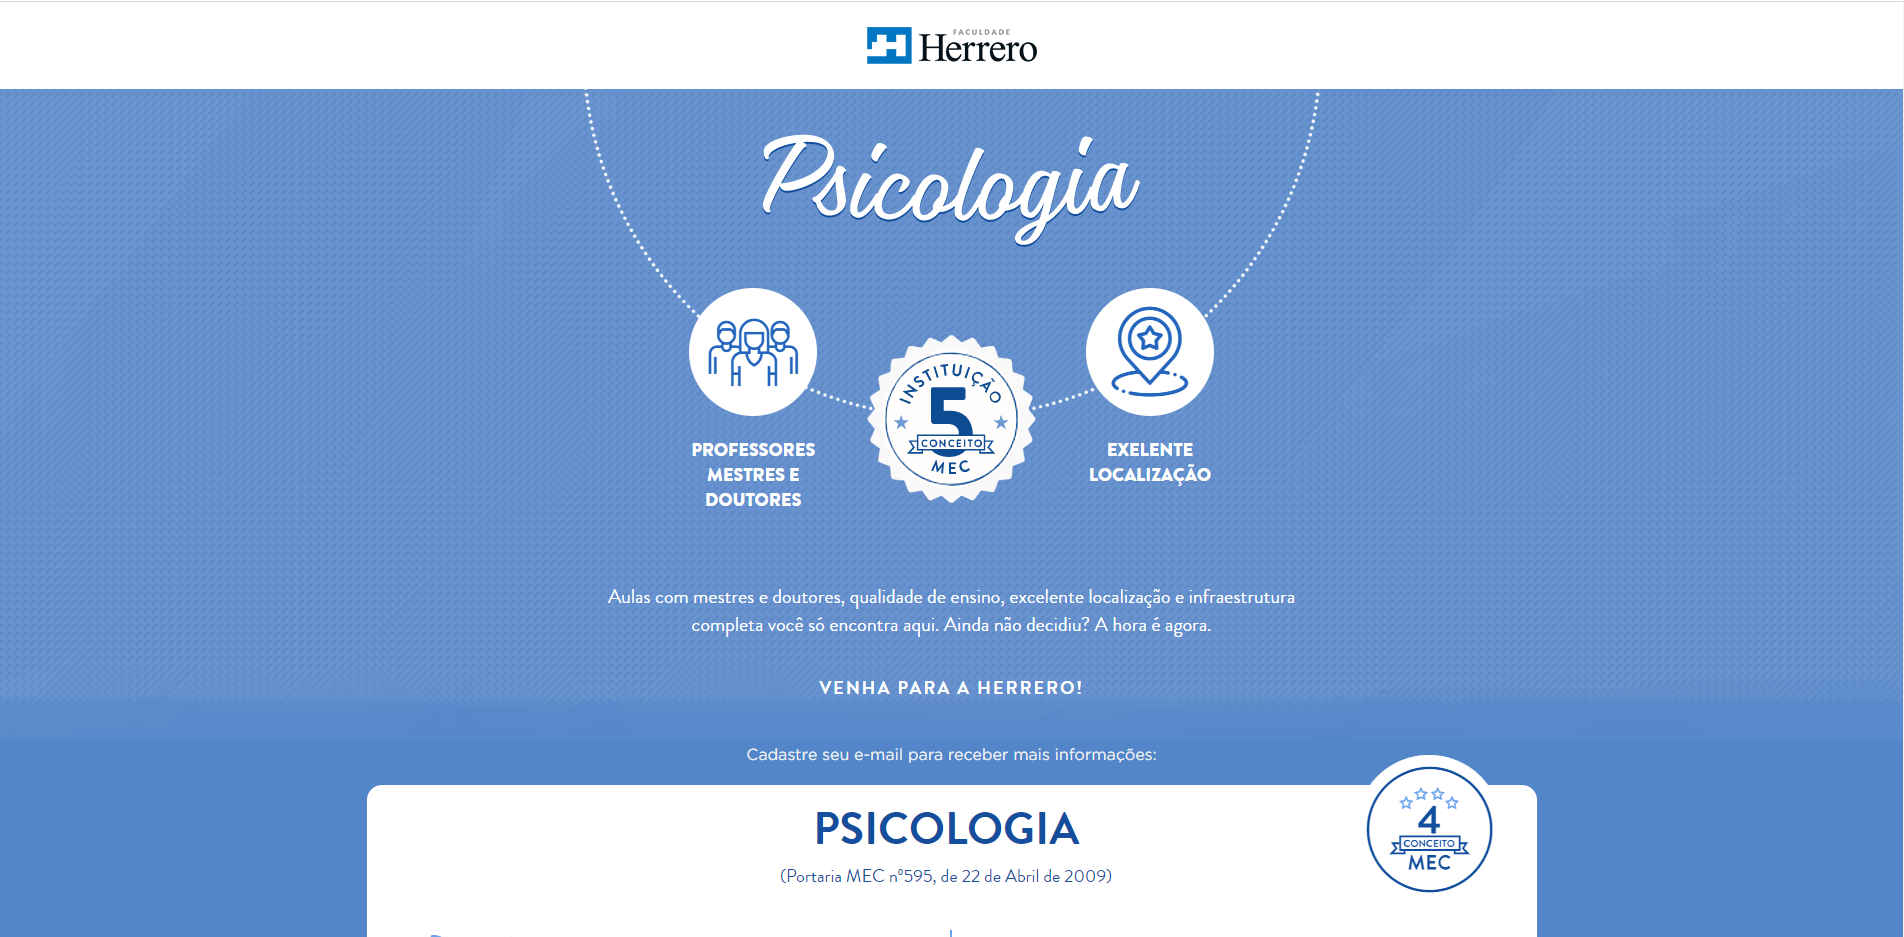 FACULDADE
Herrero
Psicologia
INSTITUIÇÃO
5
CONCEITO
MEC
PROFESSORES
MESTRES E
DOUTORES
EXELENTE
LOCALIZAÇÃO
Aulas com mestres e doutores, qualidade de ensino, excelente localização e infraestrutura
completa você só encontra aqui. Ainda não decidiu? A hora é agora.
VENHA PARA A HERRERO!
Cadastre seu e-mail para receber mais informações:
PSICOLOGIA
(Portaria MEC nº595, de 22 de Abril de 2009)
4
CONCEITO
MEC